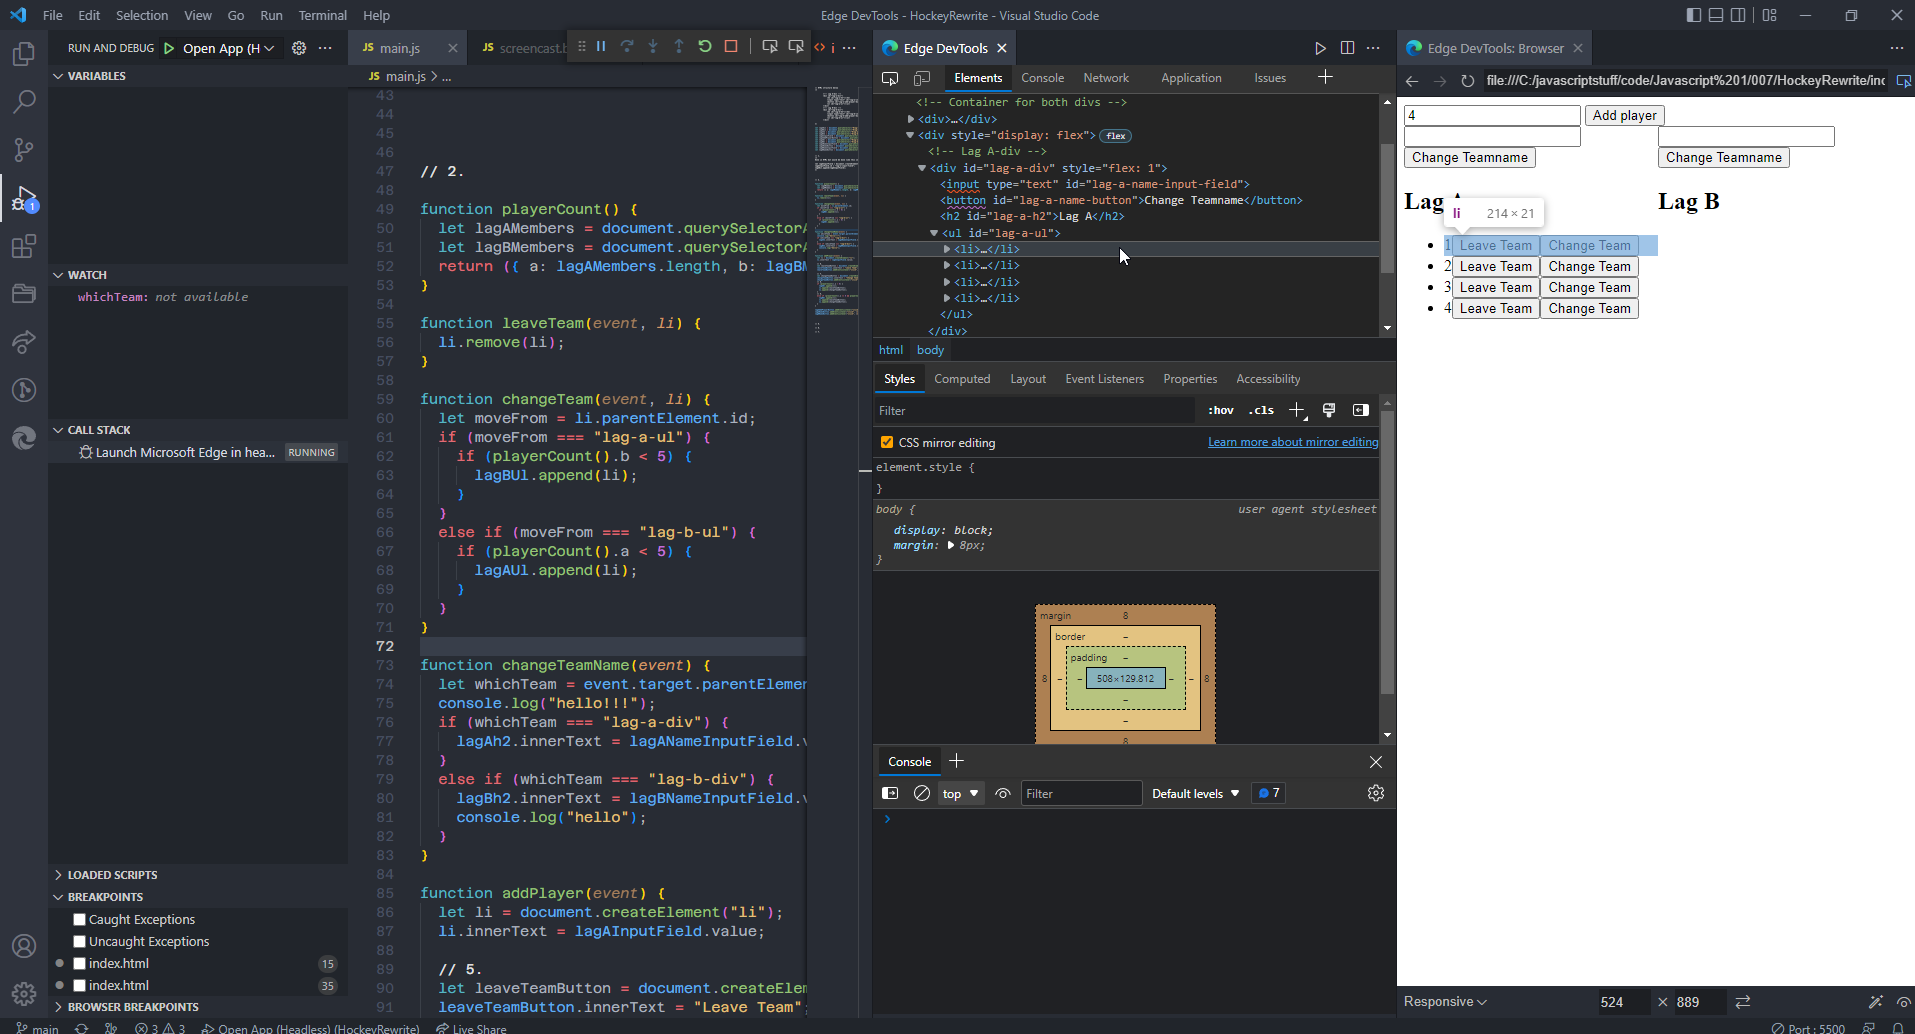 File Edit Selection View Go Run Terminal Help
Edge DevTools - HockeyRewrite - Visual Studio Code
RUN AND DEBUG Open App (H
VARIABLES
WATCH
whichTeam: not available
CALL STACK
Launch Microsoft Edge in hea... RUNNING
LOADED SCRIPTS
BREAKPOINTS
Caught Exceptions
Uncaught Exceptions
index.html 15
index.html 35
BROWSER BREAKPOINTS
1
JS main.js
JS screencast.b
JS main.js > ...
43
44
45
46
47 // 2.
48
49 function playerCount() {
50 let lagAMembers = document.querySelectorA
51 let lagBMembers = document.querySelectorA
52 return ({ a: lagAMembers.length, b: lagBM
53 }
54
55 function leaveTeam(event, li) {
56 li.remove(li);
57 }
58
59 function changeTeam(event, li) {
60 let moveFrom = li.parentElement.id;
61 if (moveFrom === "lag-a-ul") {
62 if (playerCount().b < 5) {
63 lagBUl.append(li);
64 }
65 }
66 else if (moveFrom === "lag-b-ul") {
67 if (playerCount().a < 5) {
68 lagAUl.append(li);
69 }
70 }
71 }
72
73 function changeTeamName(event) {
74 let whichTeam = event.target.parentElemen
75 console.log("hello!!!");
76 if (whichTeam === "lag-a-div") {
77 lagAh2.innerText = lagANameInputField.v
78 }
79 else if (whichTeam === "lag-b-div") {
80 lagBh2.innerText = lagBNameInputField.v
81 console.log("hello");
82 }
83 }
84
85 function addPlayer(event) {
86 let li = document.createElement("li");
87 li.innerText = lagAInputField.value;
88
89 // 5.
90 let leaveTeamButton = document.createElem
91 leaveTeamButton.innerText = "Leave Team"
Edge DevTools
Elements Console Network Application Issues
<!-- Container for both divs -->
<div>…</div>
<div style="display: flex"> flex
<!-- Lag A-div -->
<div id="lag-a-div" style="flex: 1">
<input type="text" id="lag-a-name-input-field">
<button id="lag-a-name-button">Change Teamname</button>
<h2 id="lag-a-h2">Lag A</h2>
<ul id="lag-a-ul">
<li>…</li>
<li>…</li>
<li>…</li>
<li>…</li>
</ul>
</div>
html body
Styles Computed Layout Event Listeners Properties Accessibility
Filter :hov .cls
CSS mirror editing Learn more about mirror editing
element.style {
}
body { user agent stylesheet
display: block;
margin: 8px;
}
margin 8
border –
padding –
8 – – 508×129.812 – – 8
–
–
8
Console
top Filter Default levels 7
Edge DevTools: Browser
file:///C:/javascriptstuff/code/Javascript%201/007/HockeyRewrite/inc
4 Add player
Change Teamname Change Teamname
Lag A Lag B
li 214 × 21
1 Leave Team Change Team
2 Leave Team Change Team
3 Leave Team Change Team
4 Leave Team Change Team
Responsive 524 × 889
main 3 3 Open App (Headless) (HockeyRewrite) Live Share Port : 5500